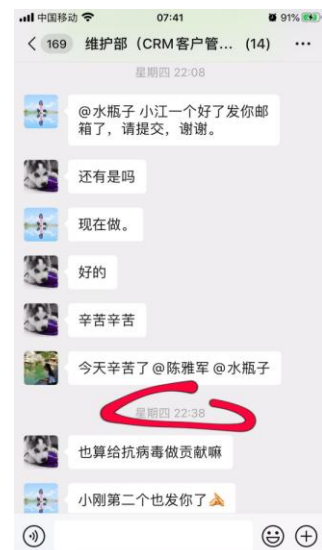 中国移动
07:41
91%
169
维护部（CRM客户管... (14)
星期四 22:08
@水瓶子 小江一个好了发你邮
箱了，请提交，谢谢。
还有是吗
现在做。
好的
辛苦辛苦
今天辛苦了@陈雅军@水瓶子
星期四 22:38
也算给抗病毒做贡献嘛
小刚第二个也发你了